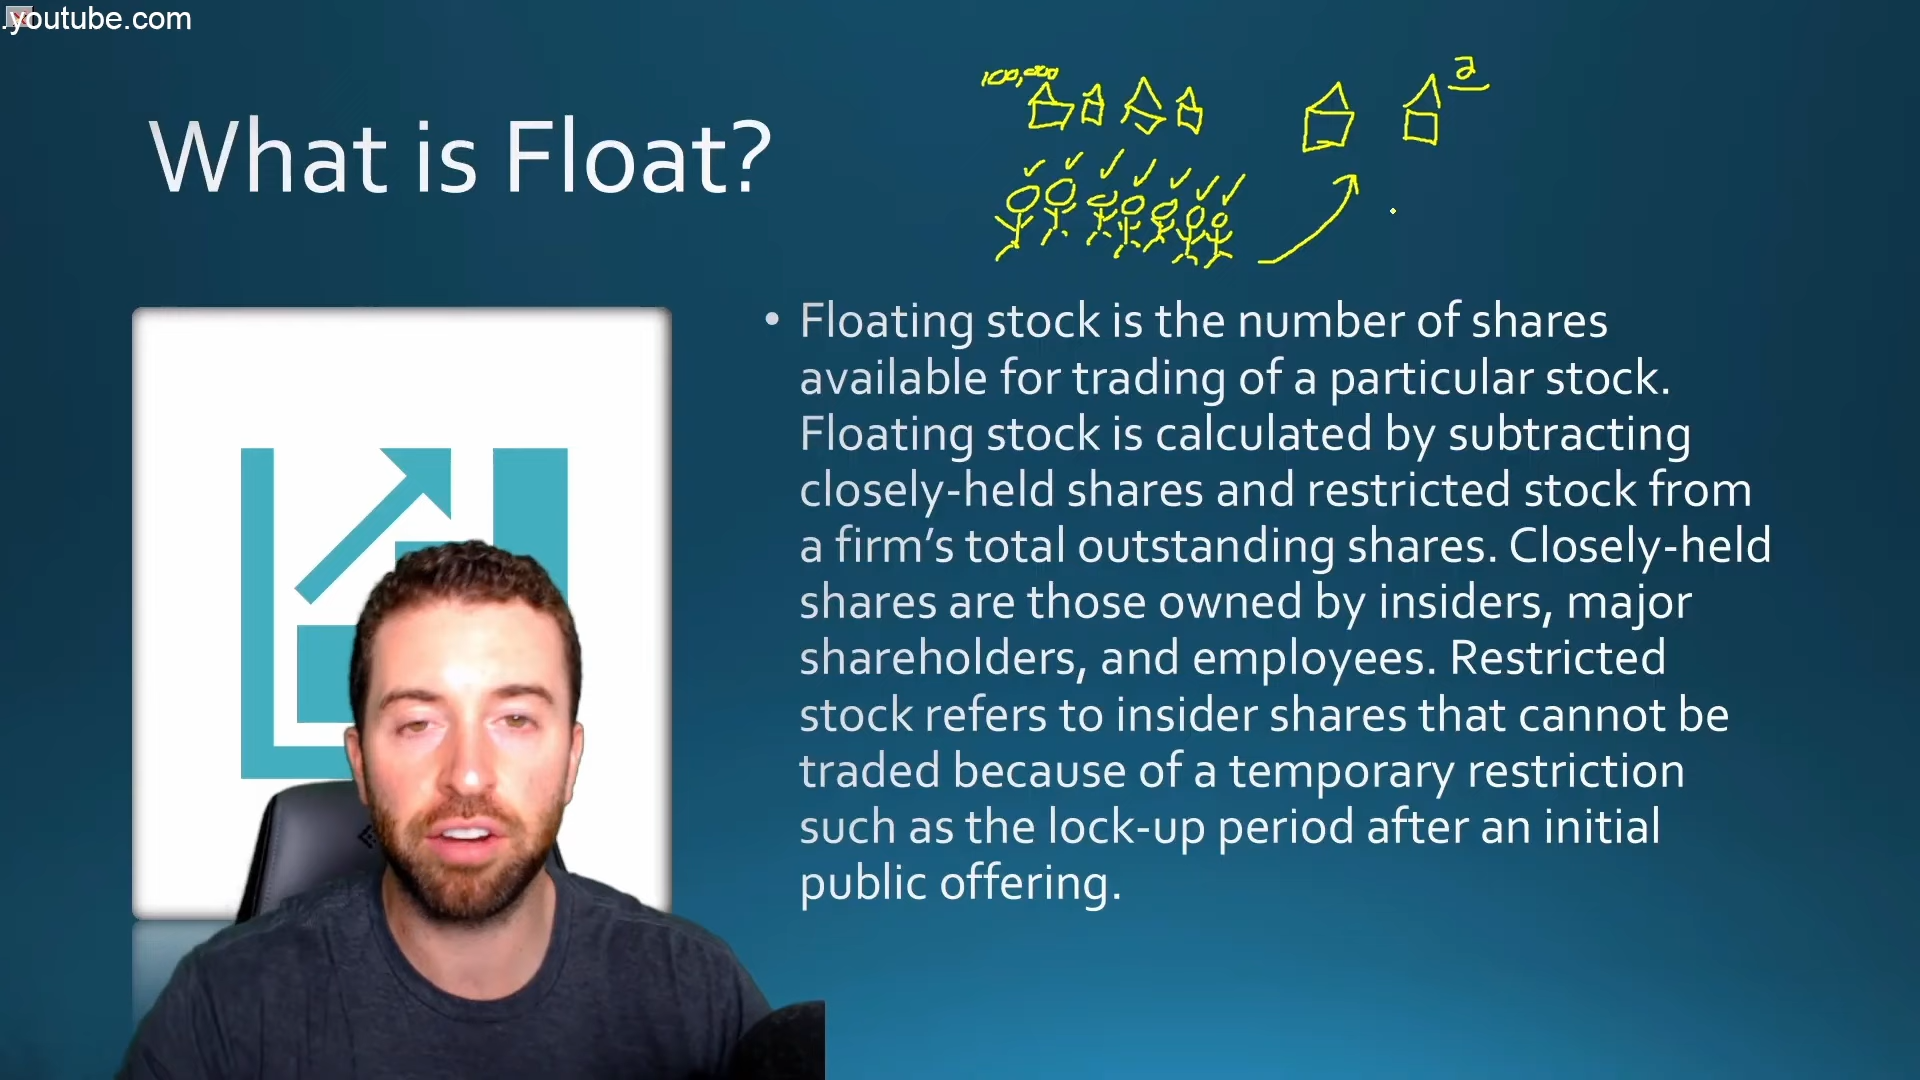 .youtube.com
100,000
2
What is Float?
• Floating stock is the number of shares
available for trading of a particular stock.
Floating stock is calculated by subtracting
closely-held shares and restricted stock from
a firm’s total outstanding shares. Closely-held
shares are those owned by insiders, major
shareholders, and employees. Restricted
stock refers to insider shares that cannot be
traded because of a temporary restriction
such as the lock-up period after an initial
public offering.